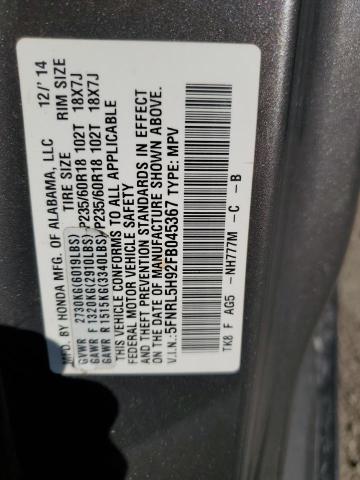 MFD. BY HONDA MFG. OF ALABAMA, LLC 12/' 14
TIRE SIZE RIM SIZE
GVWR 2730KG(6019LBS)
GAWR F 1320KG(2910LBS) P235/60R18 102T 18X7J
GAWR R 1515KG(3340LBS) P235/60R18 102T 18X7J
THIS VEHICLE CONFORMS TO ALL APPLICABLE
FEDERAL MOTOR VEHICLE SAFETY
AND THEFT PREVENTION STANDARDS IN EFFECT
ON THE DATE OF MANUFACTURE SHOWN ABOVE.
V.I.N.:5FNRL5H92FB045367 TYPE: MPV
TK8 F AG5 -NH777M -C -B